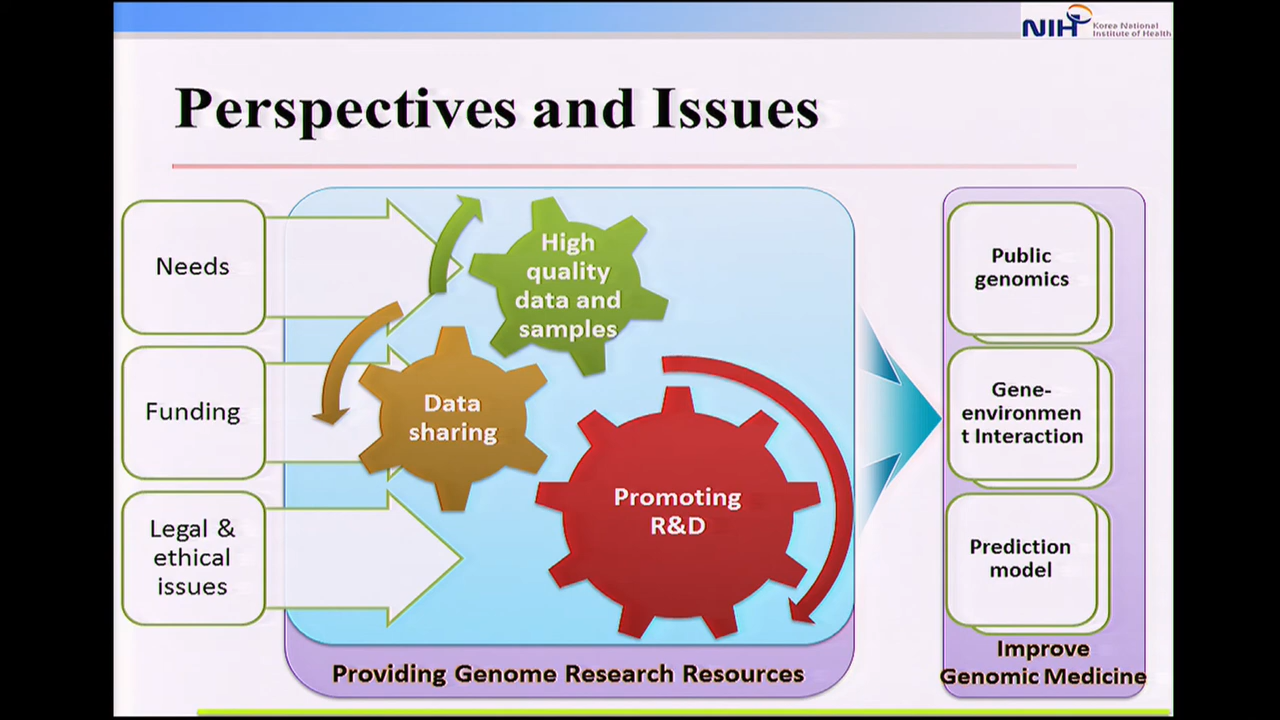 NIH Korea National
Institute of Health
Perspectives and Issues
Needs
Funding
Legal &
ethical
issues
High
quality
data and
samples
Data
sharing
Promoting
R&D
Providing Genome Research Resources
Public
genomics
Gene-
environmen
t Interaction
Prediction
model
Improve
Genomic Medicine